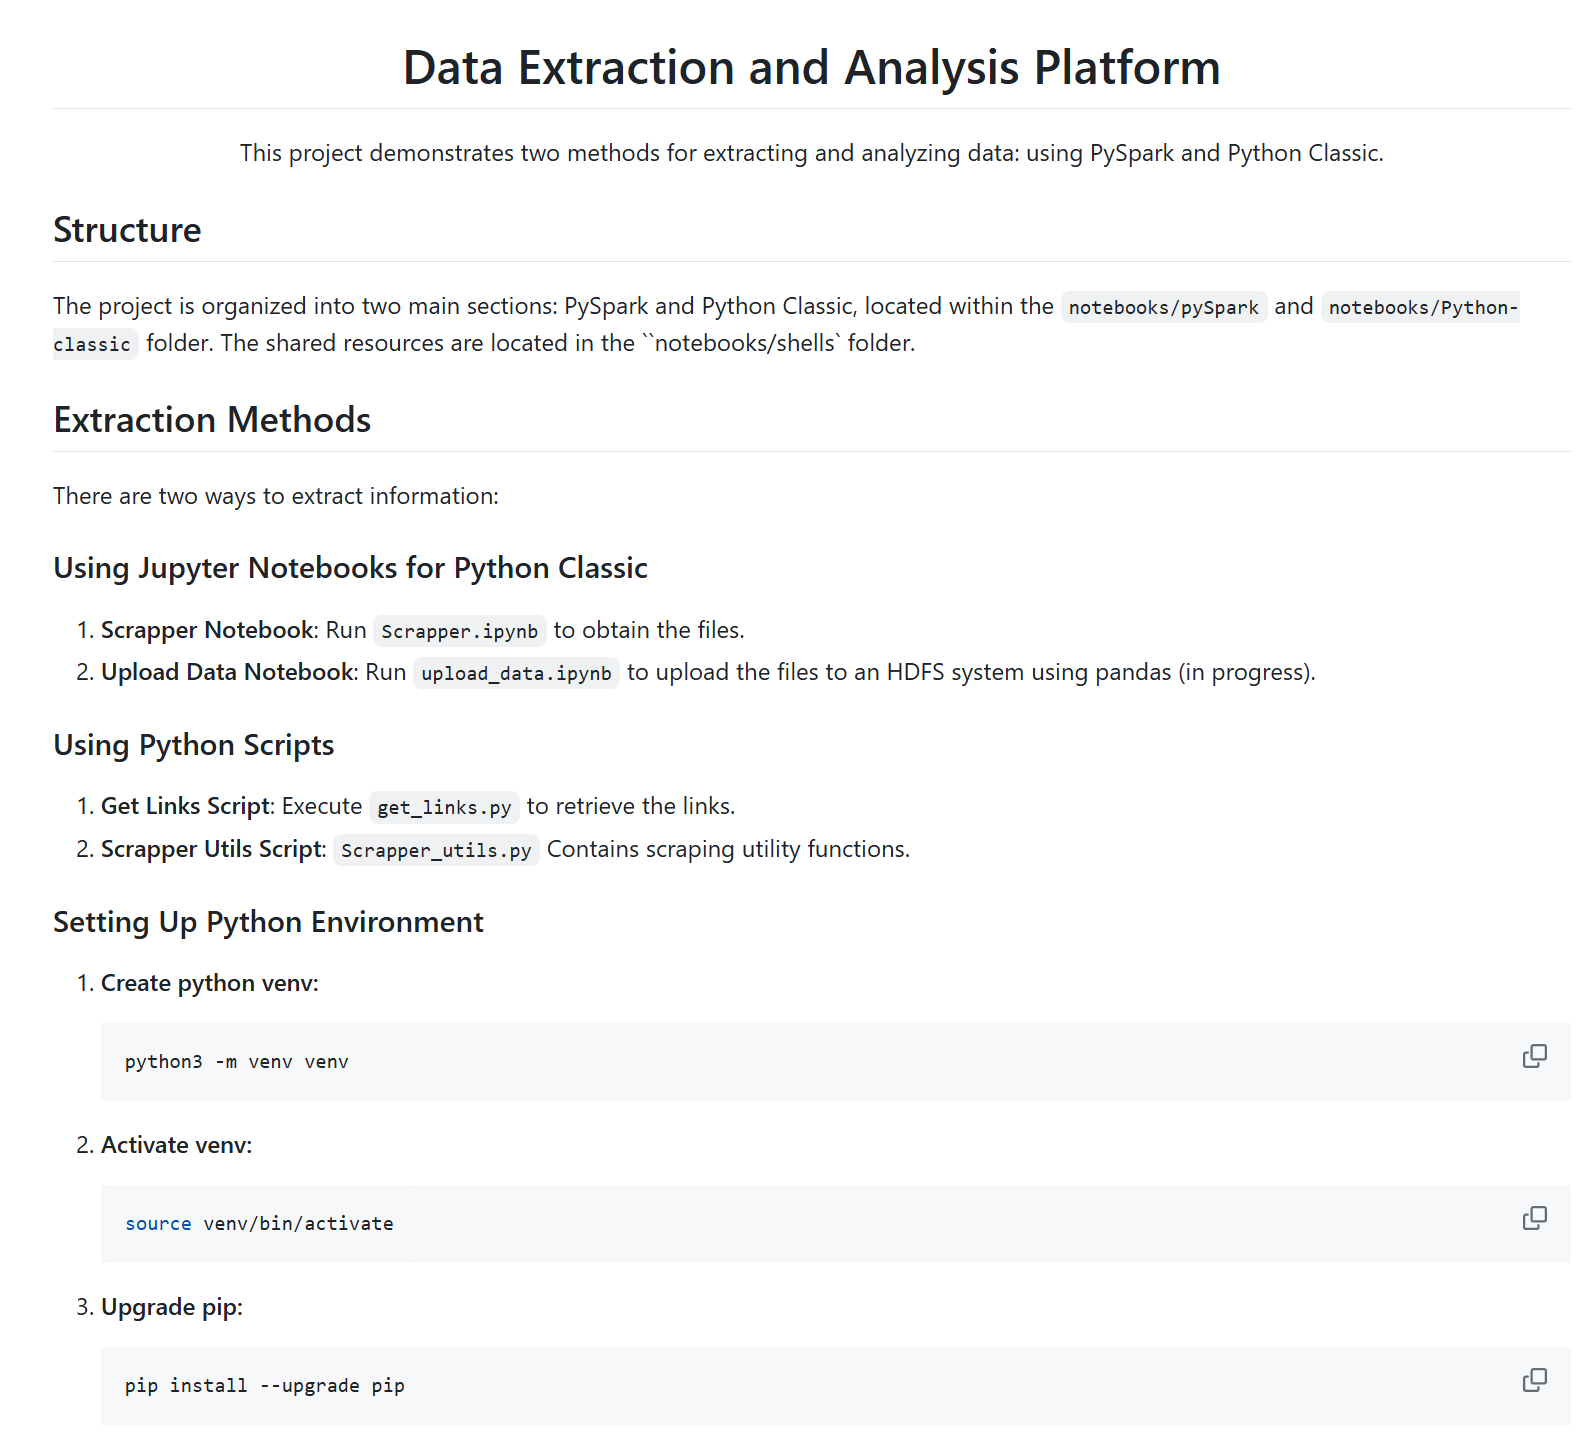 Data Extraction and Analysis Platform
This project demonstrates two methods for extracting and analyzing data: using PySpark and Python Classic.
Structure
The project is organized into two main sections: PySpark and Python Classic, located within the notebooks/pySpark and notebooks/Python-
classic folder. The shared resources are located in the ``notebooks/shells` folder.
Extraction Methods
There are two ways to extract information:
Using Jupyter Notebooks for Python Classic
1. Scrapper Notebook: Run Scrapper.ipynb to obtain the files.
2. Upload Data Notebook: Run upload_data.ipynb to upload the files to an HDFS system using pandas (in progress).
Using Python Scripts
1. Get Links Script: Execute get_links.py to retrieve the links.
2. Scrapper Utils Script: Scrapper_utils.py Contains scraping utility functions.
Setting Up Python Environment
1. Create python venv:
python3 -m venv venv
2. Activate venv:
source venv/bin/activate
3. Upgrade pip:
pip install --upgrade pip